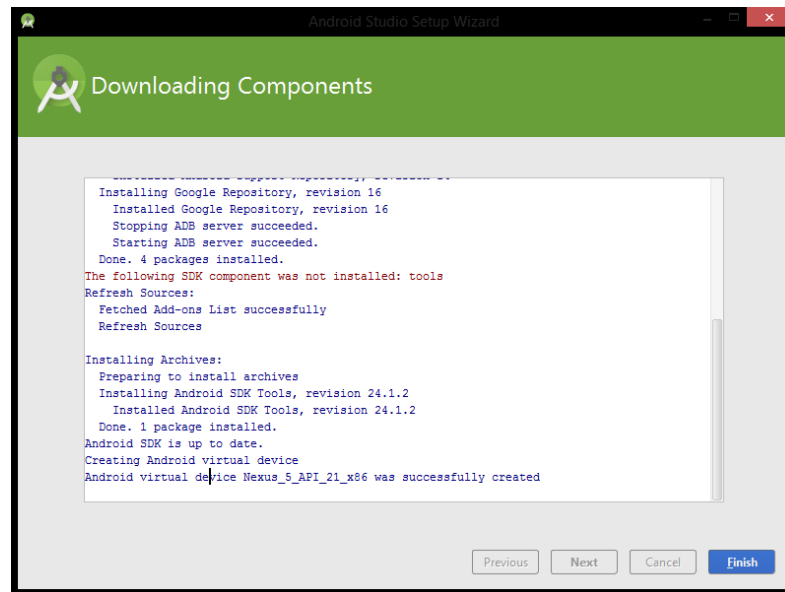 Android Studio Setup Wizard
Downloading Components
Installing Google Repository, revision 16
Installed Google Repository, revision 16
Stopping ADB server succeeded.
Starting ADB server succeeded.
Done. 4 packages installed.
The following SDK component was not installed: tools
Refresh Sources:
Fetched Add-ons List successfully
Refresh Sources
Installing Archives:
Preparing to install archives
Installing Android SDK Tools, revision 24.1.2
Installed Android SDK Tools, revision 24.1.2
Done. 1 package installed.
Android SDK is up to date.
Creating Android virtual device
Android virtual device Nexus_5_API_21_x86 was successfully created
Previous Next Cancel Finish